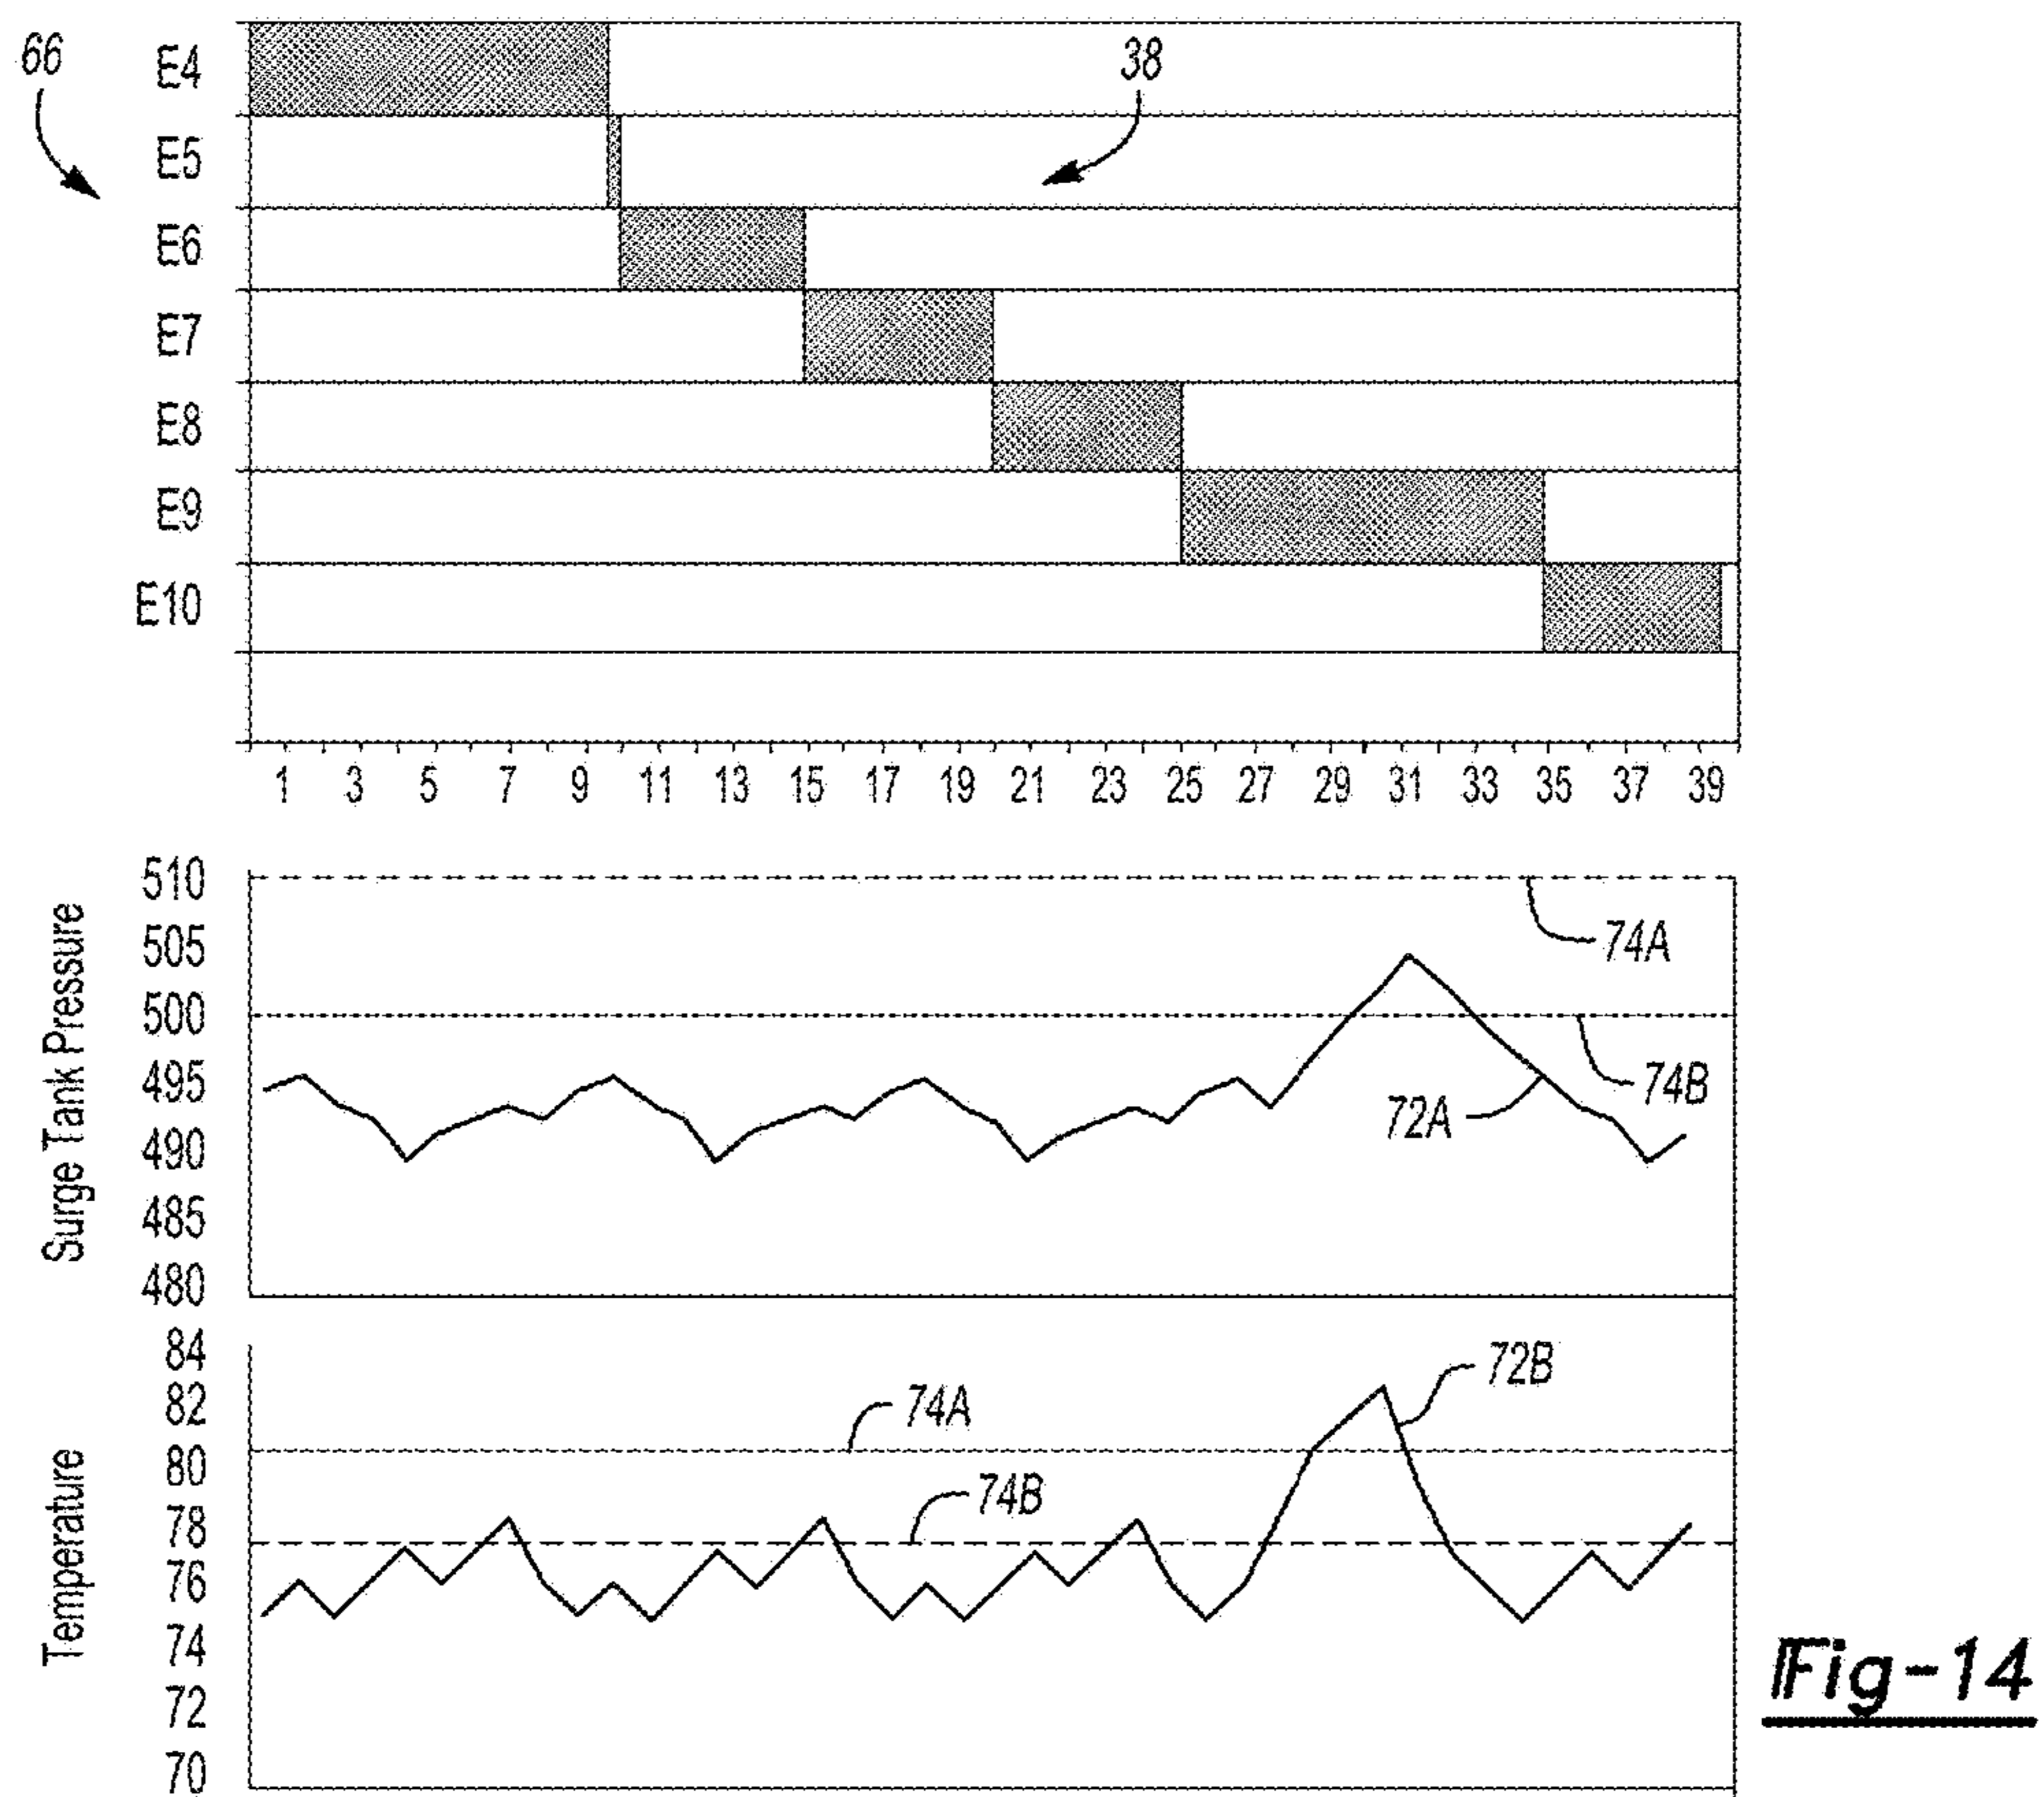 66
38
E4
E5
E6
E7
E8
E9
E10
1 3 5 7 9 11 13 15 17 19 21 23 25 27 29 31 33 35 37 39
Surge Tank Pressure
510
505
500
495
490
485
480
74A
74B
72A
Temperature
84
82
80
78
76
74
72
70
72B
74A
74B
Fig-14